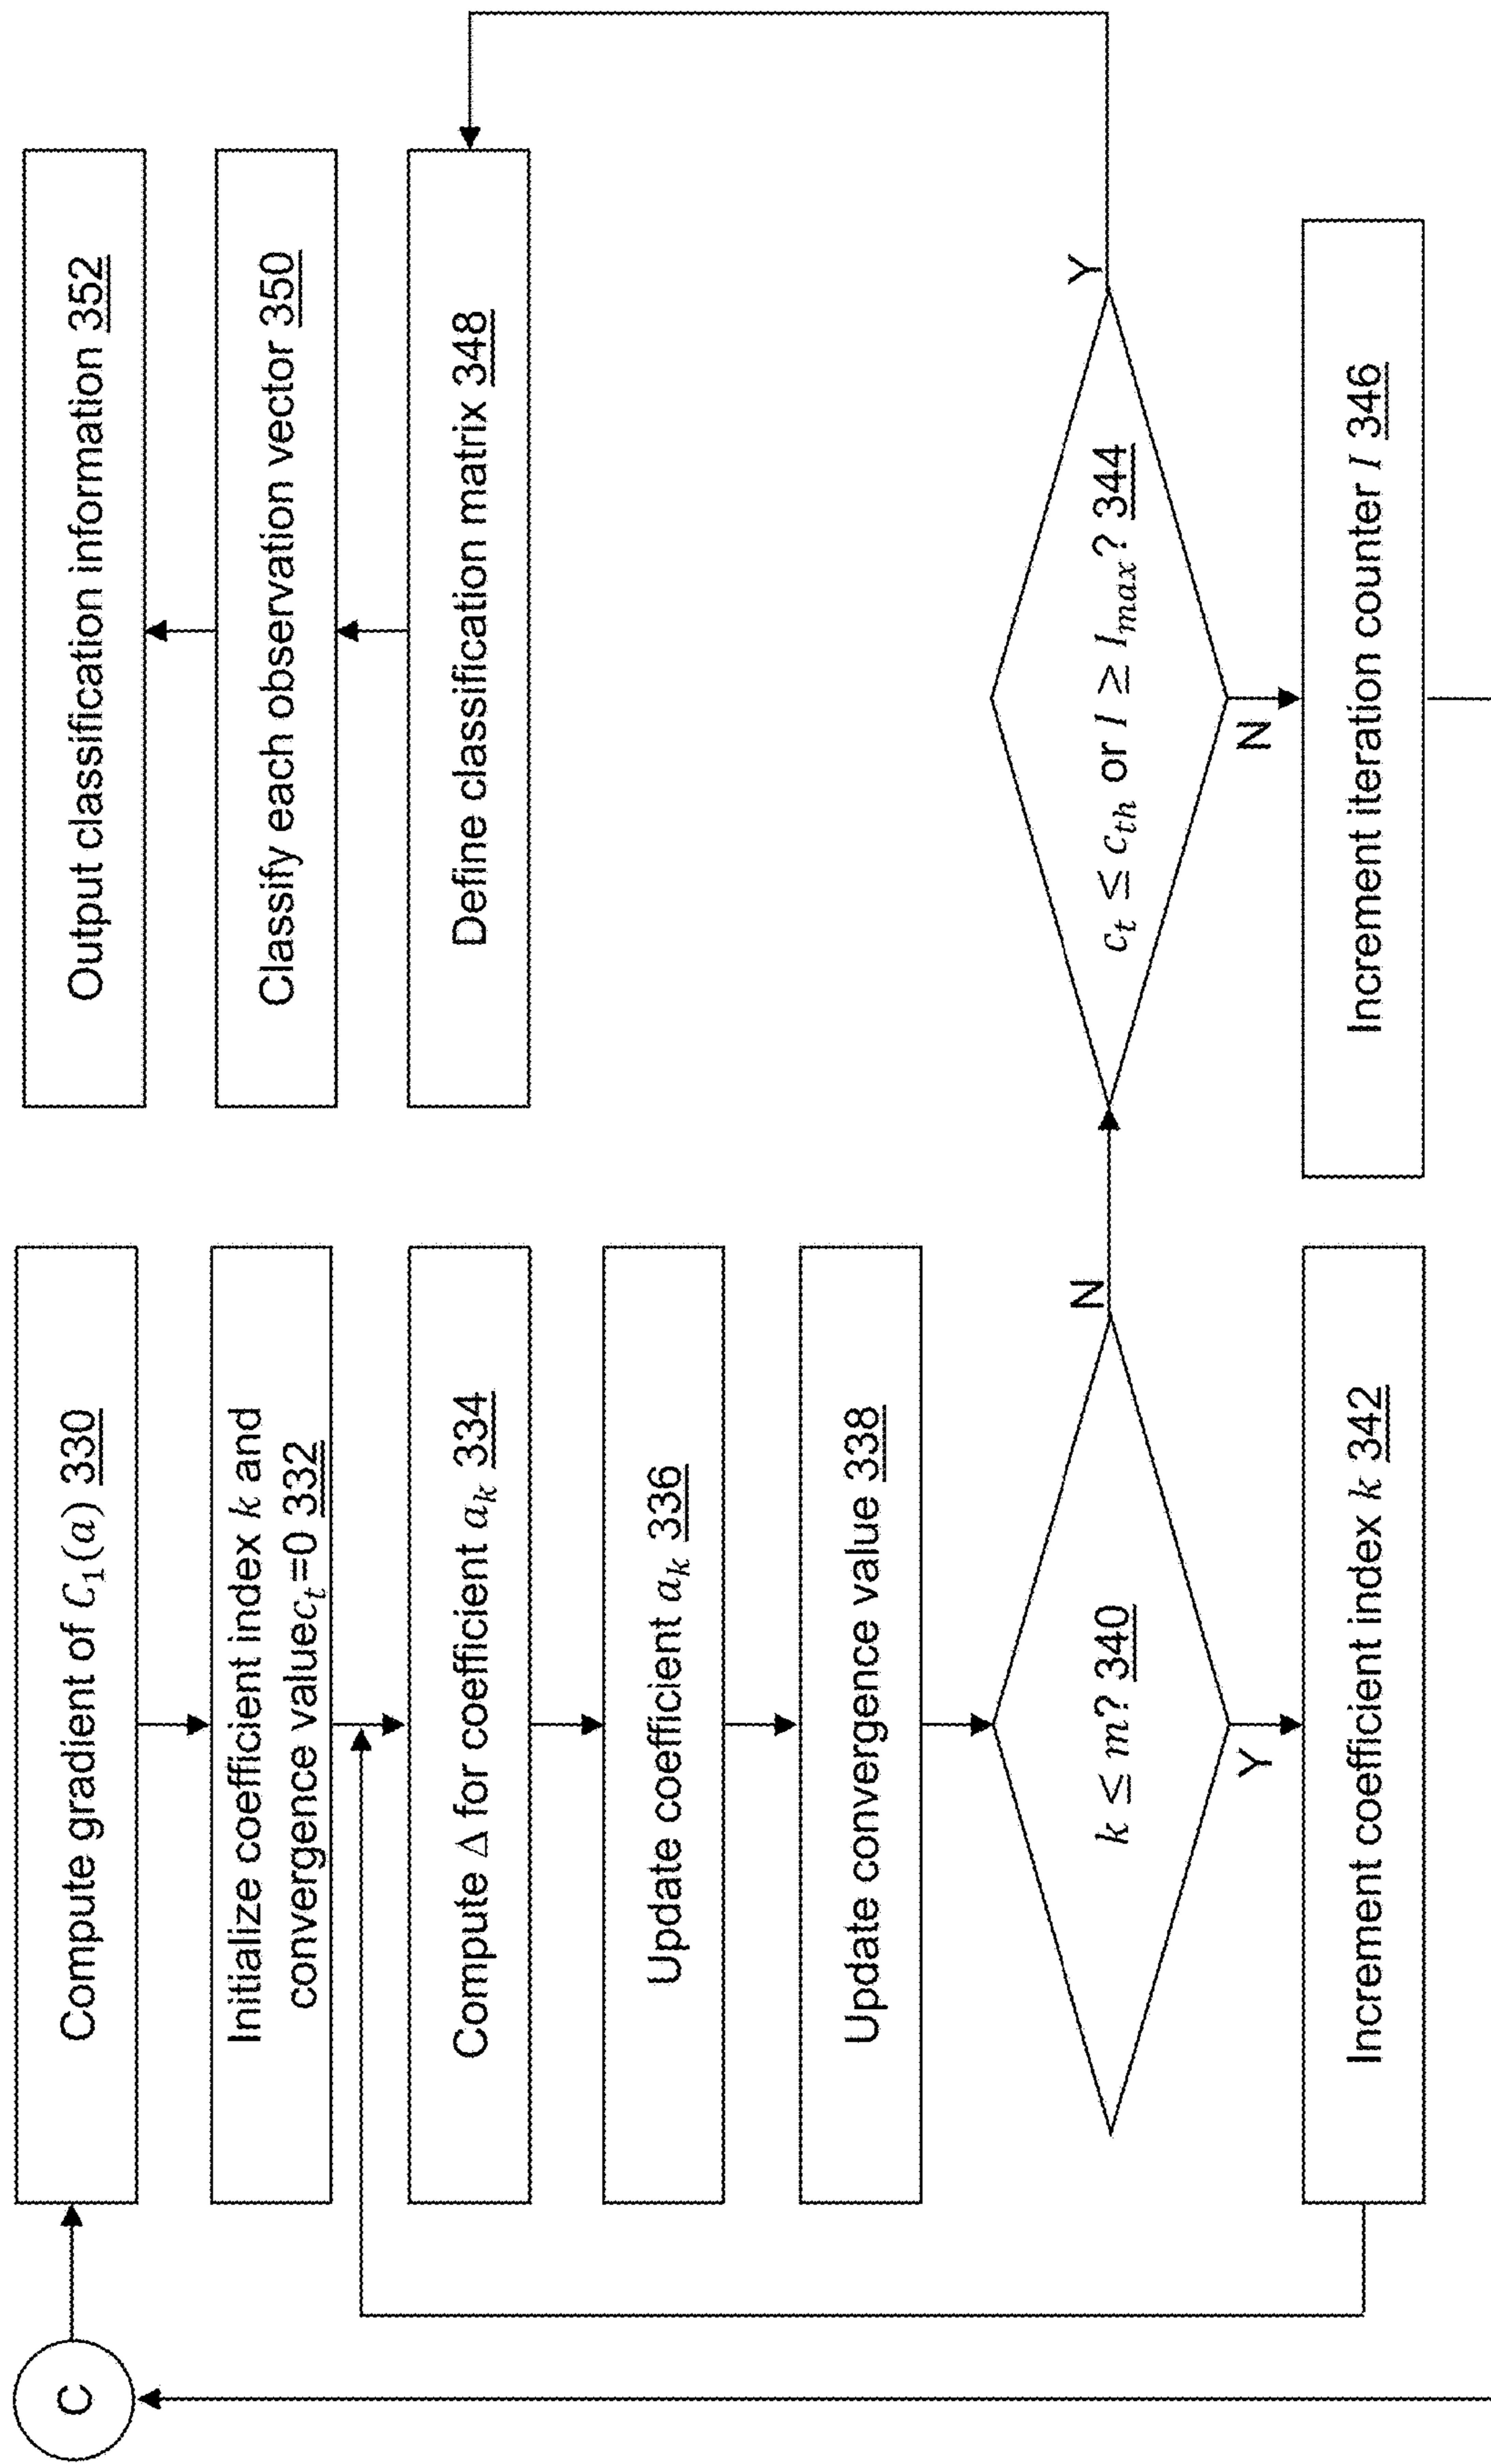 C
Compute gradient of C₁(a) 330
Initialize coefficient index k and
convergence valuecₜ=0 332
Compute Δ for coefficient aₖ 334
Update coefficient aₖ 336
Update convergence value 338
k ≤ m? 340
N
Y
Increment coefficient index k 342
cₜ ≤ cₜₕ or I ≥ Iₘₐₓ? 344
Y
N
Increment iteration counter I 346
Define classification matrix 348
Classify each observation vector 350
Output classification information 352